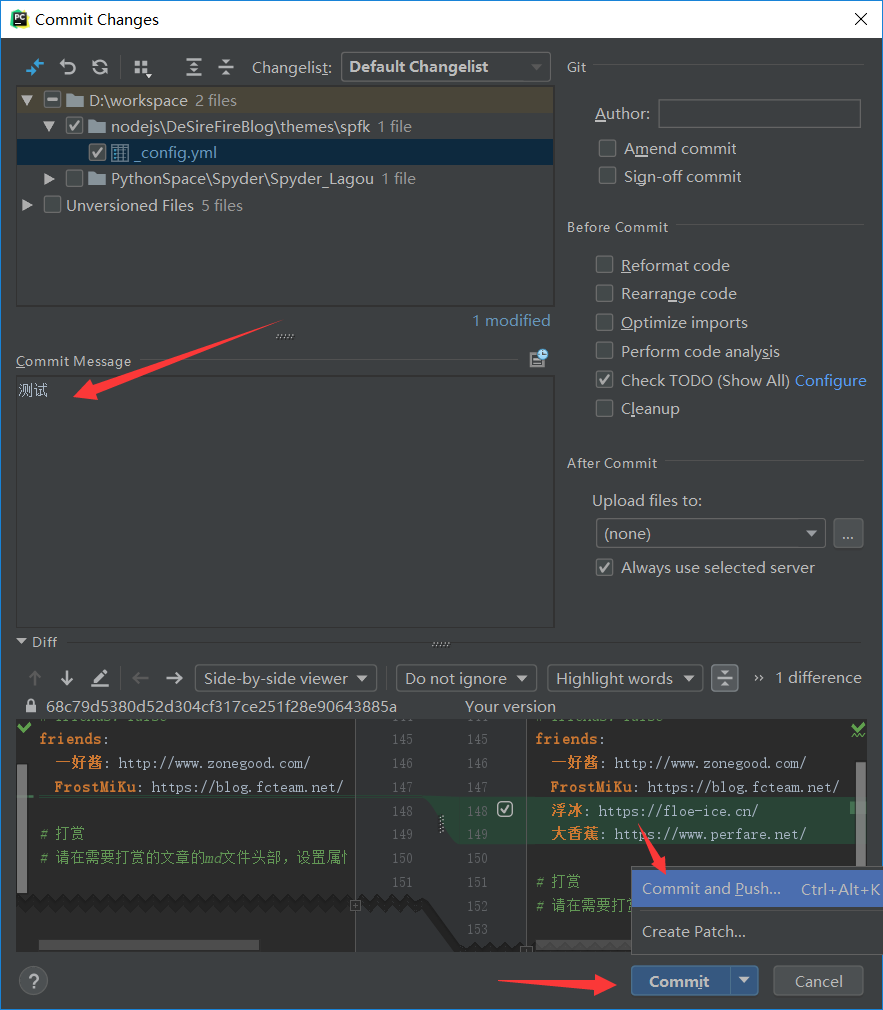 Commit Changes
Changelist: Default Changelist
D:\workspace 2 files
nodejs\DeSireFireBlog\themes\spfk 1 file
_config.yml
PythonSpace\Spyder\Spyder_Lagou 1 file
Unversioned Files 5 files
1 modified
Commit Message
测试
Git
Author:
Amend commit
Sign-off commit
Before Commit
Reformat code
Rearrange code
Optimize imports
Perform code analysis
Check TODO (Show All) Configure
Cleanup
After Commit
Upload files to:
(none)
...
Always use selected server
Diff
Side-by-side viewer Do not ignore Highlight words 1 difference
68c79d5380d52d304cf317ce251f28e90643885a Your version
friends: 145 145 friends:
一好酱: http://www.zonegood.com/ 146 146 一好酱: http://www.zonegood.com/
FrostMiKu: https://blog.fcteam.net/ 147 147 FrostMiKu: https://blog.fcteam.net/
148 148 浮冰: https://floe-ice.cn/
# 打赏 149 149 大香蕉: https://www.perfare.net/
# 请在需要打赏的文章的md文件头部，设置属 150 150
151 151 # 打赏
152 # 请在需要打
153
Commit and Push... Ctrl+Alt+K
Create Patch...
? Commit Cancel